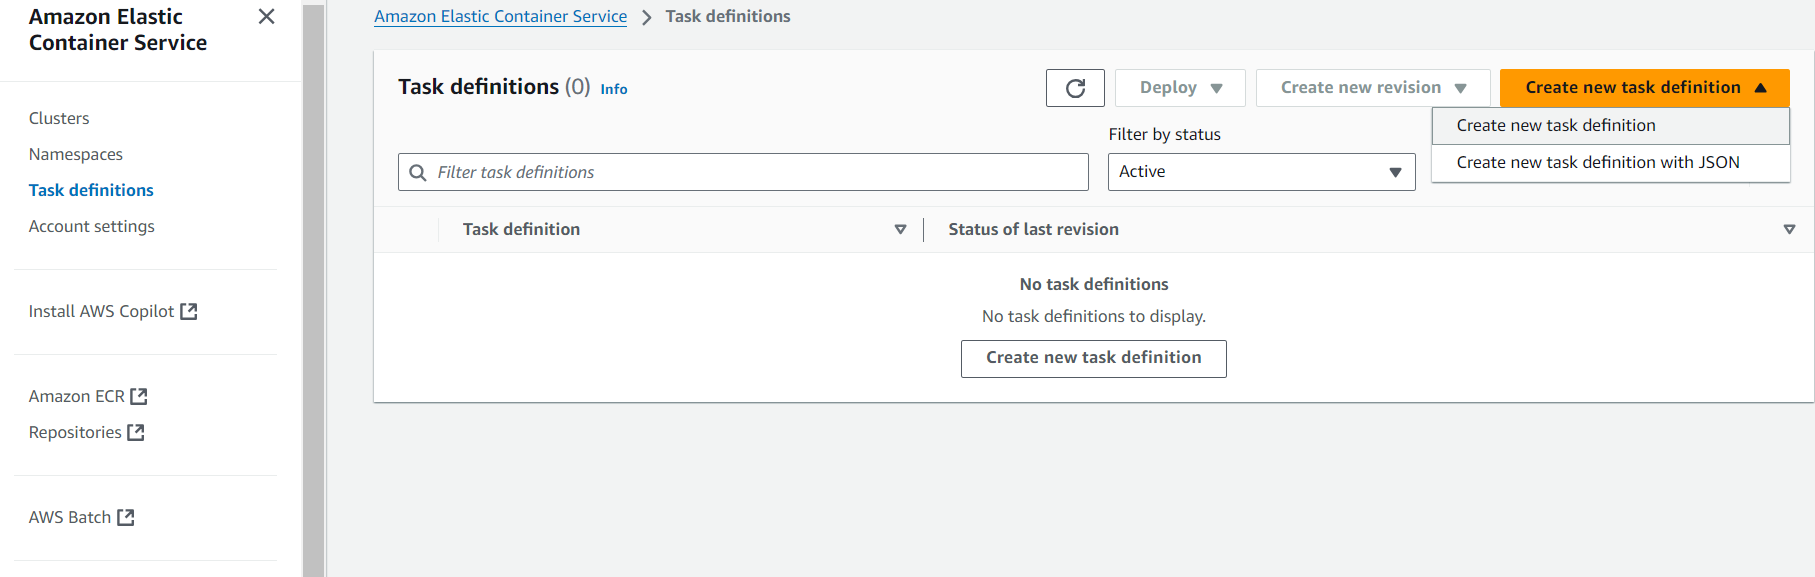 Amazon Elastic
Container Service
Clusters
Namespaces
Task definitions
Account settings
Install AWS Copilot
Amazon ECR
Repositories
AWS Batch
Amazon Elastic Container Service > Task definitions
Task definitions (0) Info
Deploy
Create new revision
Create new task definition
Create new task definition
Create new task definition with JSON
Filter by status
Filter task definitions
Active
Task definition
Status of last revision
No task definitions
No task definitions to display.
Create new task definition